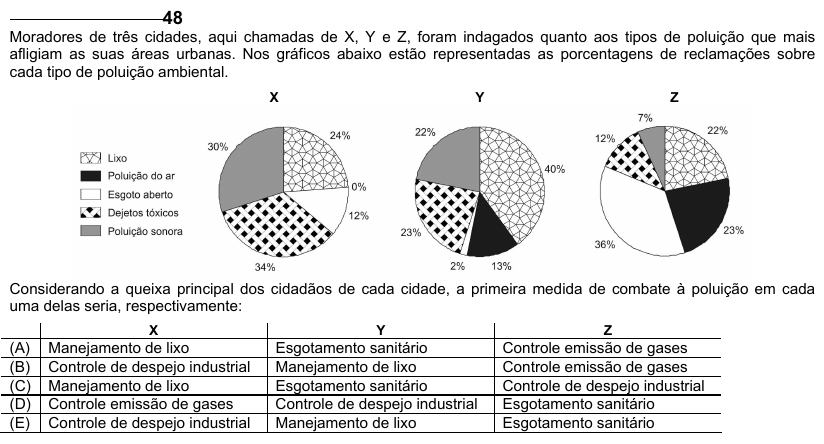 48
Moradores de três cidades, aqui chamadas de X, Y e Z, foram indagados quanto aos tipos de poluição que mais
afligiam as suas áreas urbanas. Nos gráficos abaixo estão representadas as porcentagens de reclamações sobre
cada tipo de poluição ambiental.
X Y Z
Lixo
Poluição do ar
Esgoto aberto
Dejetos tóxicos
Poluição sonora
30% 24% 0% 12% 34%
22% 40% 13% 2% 23%
7% 22% 23% 36% 12%
Considerando a queixa principal dos cidadãos de cada cidade, a primeira medida de combate à poluição em cada
uma delas seria, respectivamente:
X Y Z
(A) Manejamento de lixo Esgotamento sanitário Controle emissão de gases
(B) Controle de despejo industrial Manejamento de lixo Controle emissão de gases
(C) Manejamento de lixo Esgotamento sanitário Controle de despejo industrial
(D) Controle emissão de gases Controle de despejo industrial Esgotamento sanitário
(E) Controle de despejo industrial Manejamento de lixo Esgotamento sanitário